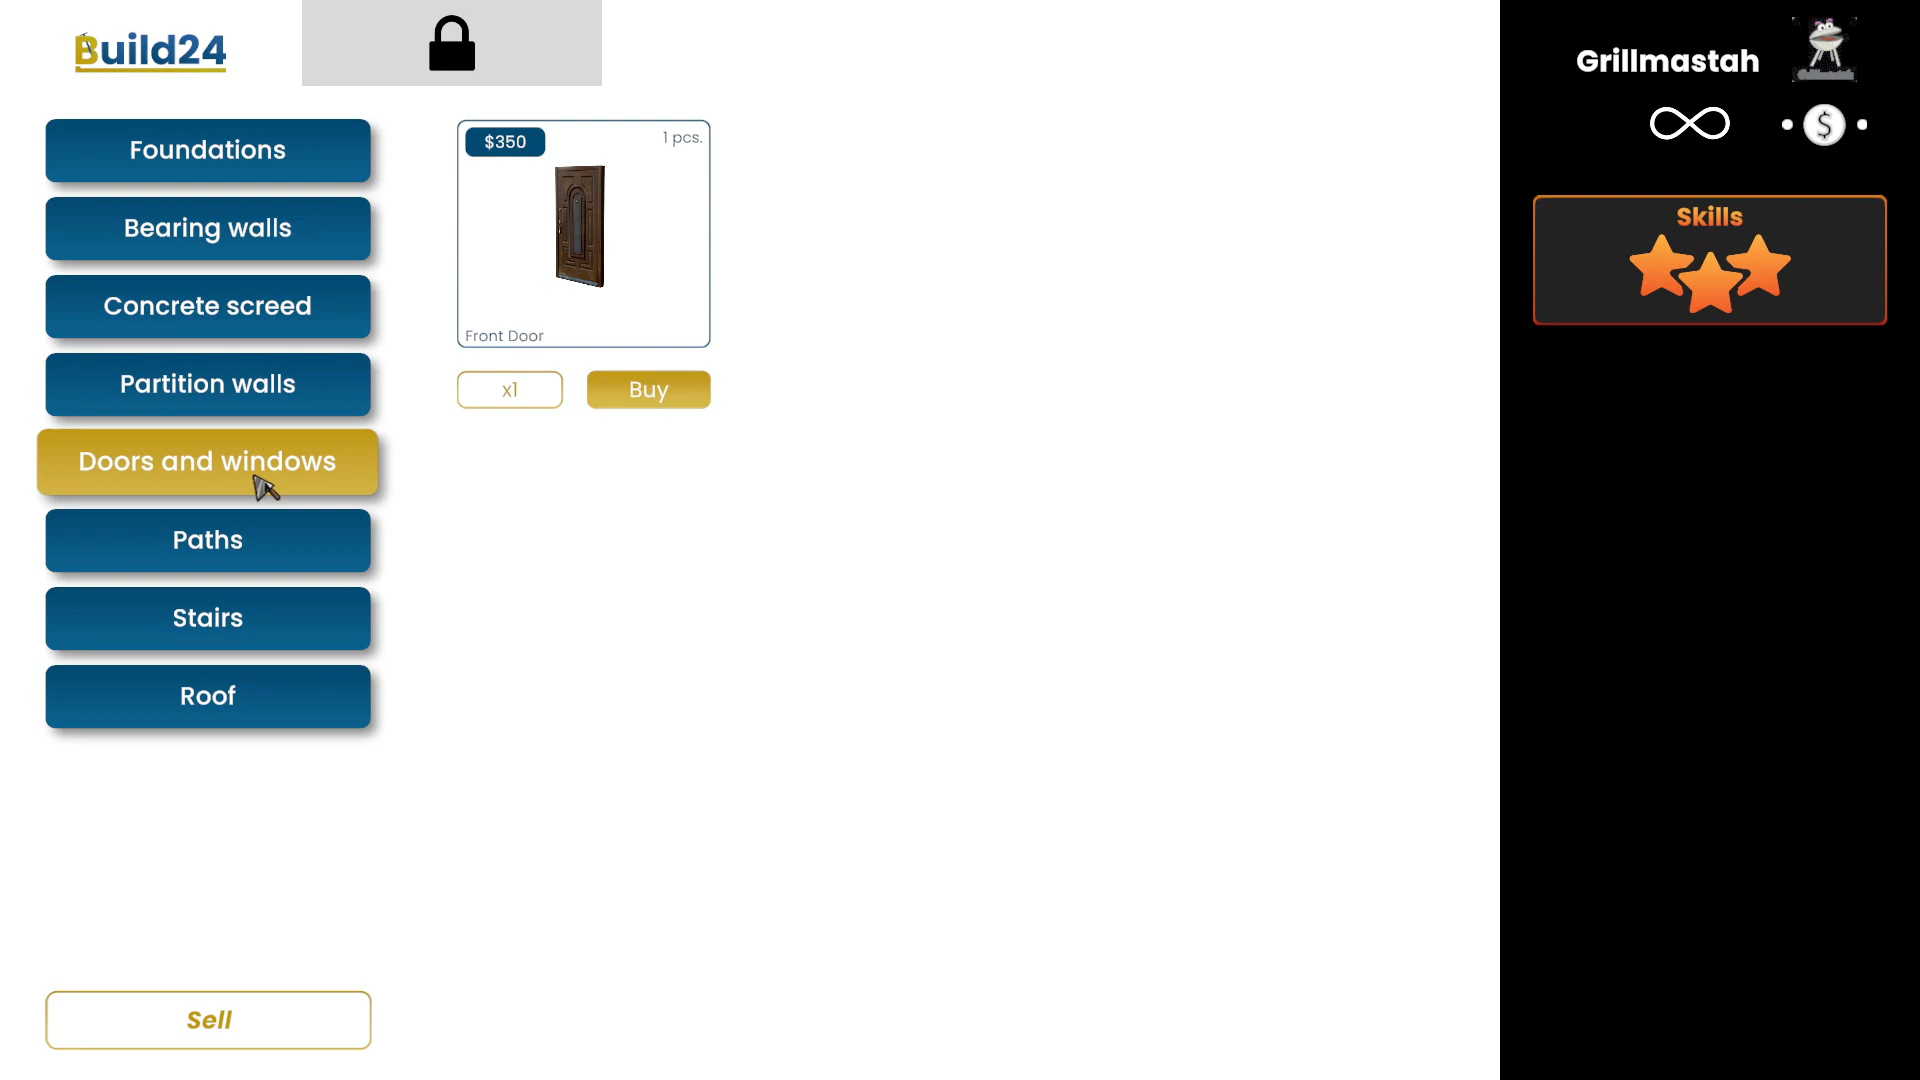 Build24
Foundations
Bearing walls
Concrete screed
Partition walls
Doors and windows
Paths
Stairs
Roof
Sell
$350
1 pcs.
Front Door
x1
Buy
Grillmastah
$
Skills